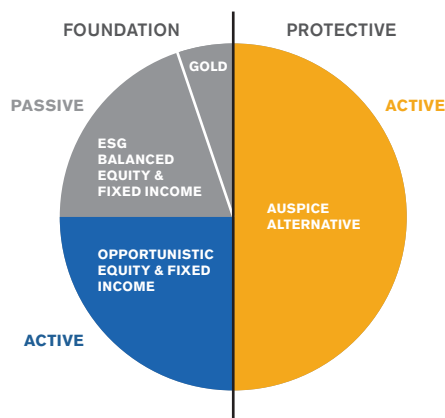 FOUNDATION
PROTECTIVE
GOLD
PASSIVE
ACTIVE
ESG
BALANCED
EQUITY &
FIXED INCOME
AUSPICE
ALTERNATIVE
OPPORTUNISTIC
EQUITY & FIXED
INCOME
ACTIVE